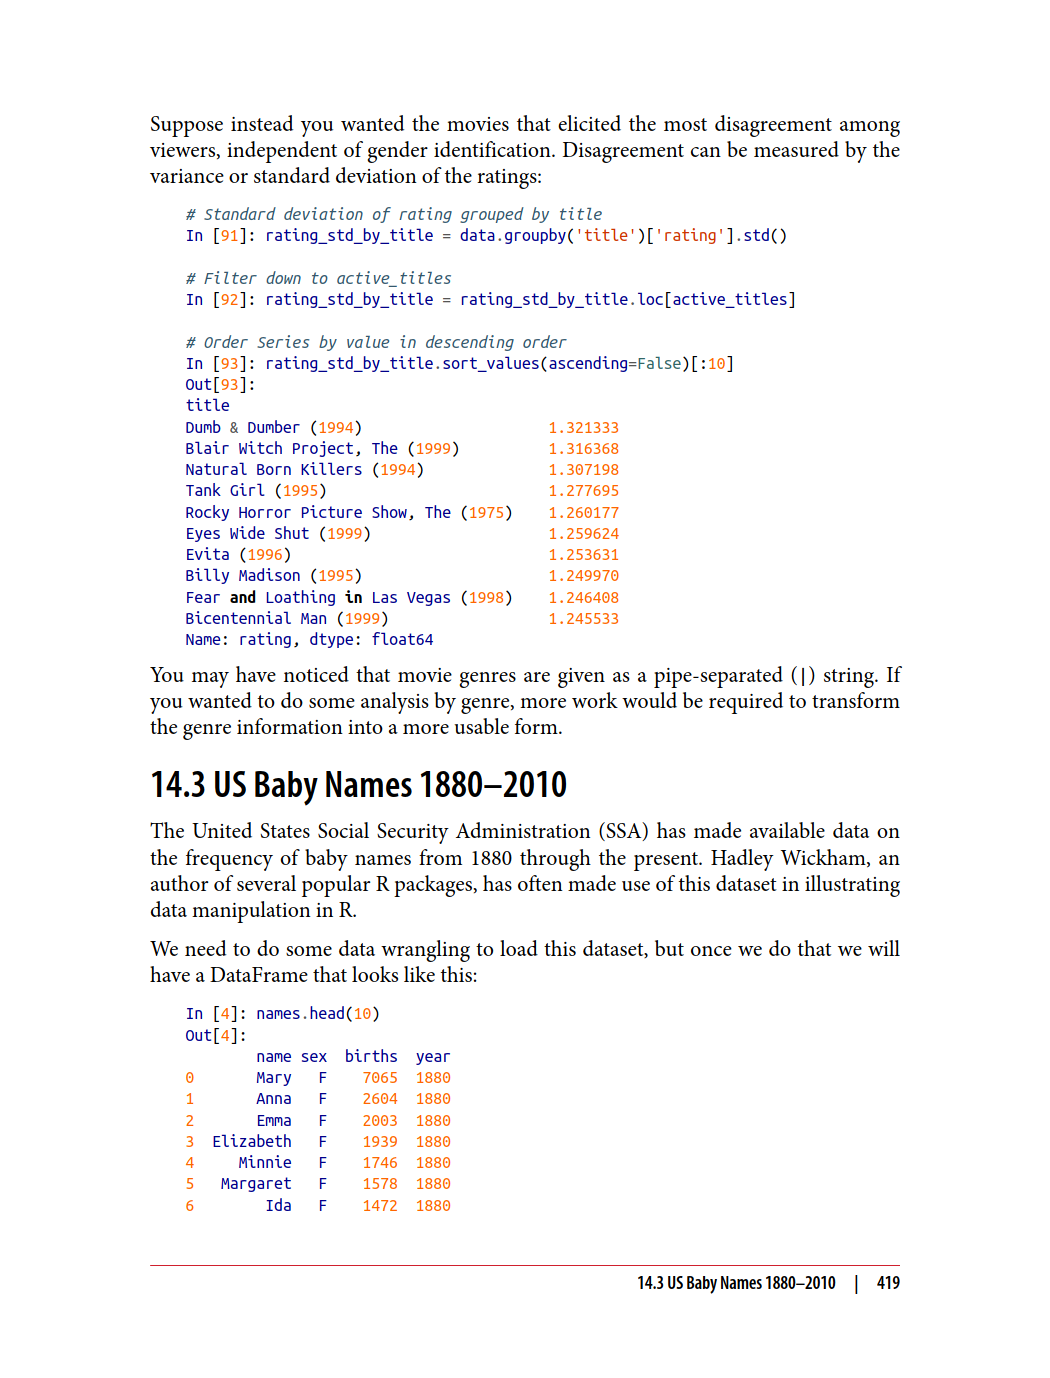 Suppose instead you wanted the movies that elicited the most disagreement among
viewers, independent of gender identification. Disagreement can be measured by the
variance or standard deviation of the ratings:
# Standard deviation of rating grouped by title
In [91]: rating_std_by_title = data.groupby('title')['rating'].std()
# Filter down to active_titles
In [92]: rating_std_by_title = rating_std_by_title.loc[active_titles]
# Order Series by value in descending order
In [93]: rating_std_by_title.sort_values(ascending=False)[:10]
Out[93]:
title
Dumb & Dumber (1994) 1.321333
Blair Witch Project, The (1999) 1.316368
Natural Born Killers (1994) 1.307198
Tank Girl (1995) 1.277695
Rocky Horror Picture Show, The (1975) 1.260177
Eyes Wide Shut (1999) 1.259624
Evita (1996) 1.253631
Billy Madison (1995) 1.249970
Fear and Loathing in Las Vegas (1998) 1.246408
Bicentennial Man (1999) 1.245533
Name: rating, dtype: float64
You may have noticed that movie genres are given as a pipe-separated (|) string. If
you wanted to do some analysis by genre, more work would be required to transform
the genre information into a more usable form.
14.3 US Baby Names 1880–2010
The United States Social Security Administration (SSA) has made available data on
the frequency of baby names from 1880 through the present. Hadley Wickham, an
author of several popular R packages, has often made use of this dataset in illustrating
data manipulation in R.
We need to do some data wrangling to load this dataset, but once we do that we will
have a DataFrame that looks like this:
In [4]: names.head(10)
Out[4]:
name sex births year
0 Mary F 7065 1880
1 Anna F 2604 1880
2 Emma F 2003 1880
3 Elizabeth F 1939 1880
4 Minnie F 1746 1880
5 Margaret F 1578 1880
6 Ida F 1472 1880
14.3 US Baby Names 1880–2010 | 419